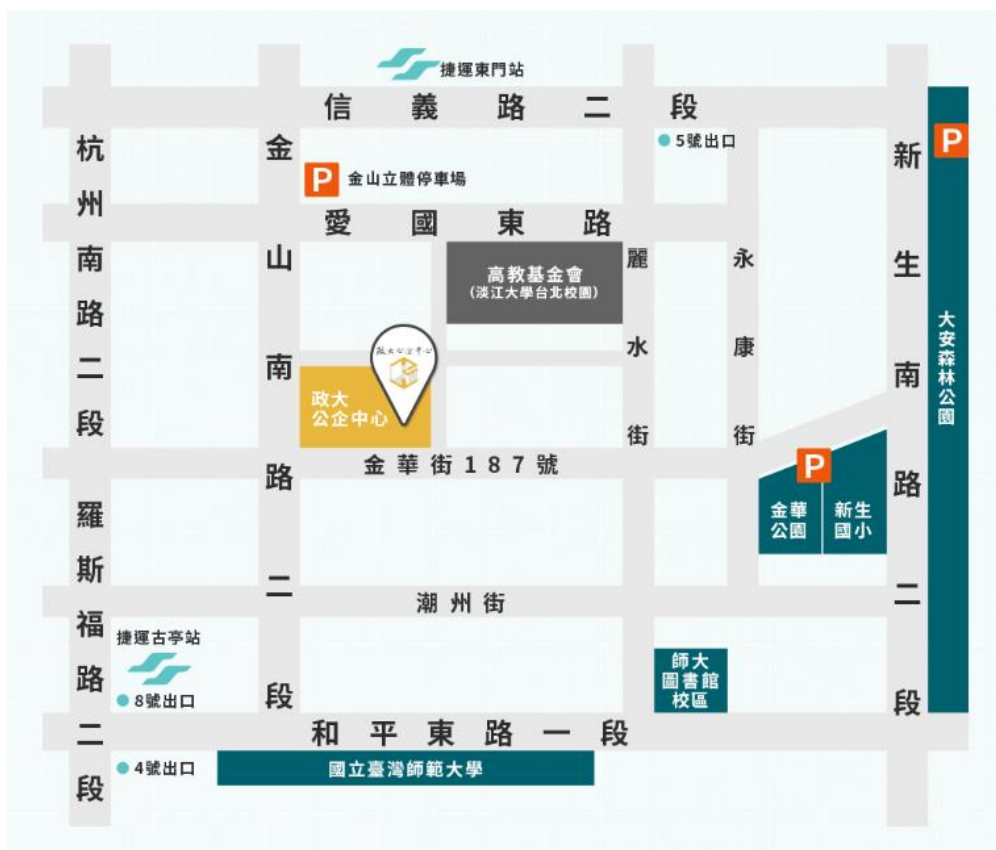 捷運東門站
信義路二段
5號出口
P
P
金山立體停車場
愛國東路
杭州南路二段
金山南路二段
新生南路二段
高教基金會
(淡江大學台北校園)
麗水街
永康街
大安森林公園
政大公企中心
政大
公企中心
金華街187號
P
金華
公園
新生
國小
羅斯福路二段
潮州街
捷運古亭站
8號出口
師大
圖書館
校區
和平東路一段
4號出口
國立臺灣師範大學